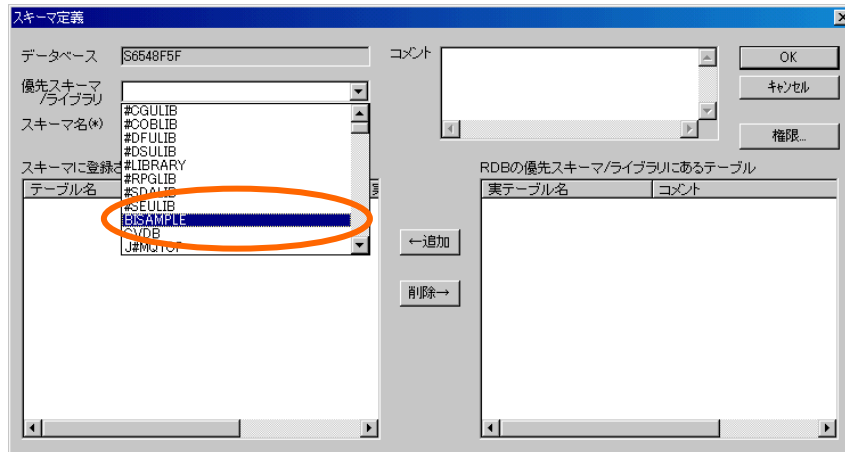 スキーマ定義
データベース S6548F5F
コメント
OK
優先スキーマ
/ライブラリ
キャンセル
#CGULIB
#COBLIB
スキーマ名(*)
#DFULIB
権限...
#DSULIB
#LIBRARY
スキーマに登録さ
RDBの優先スキーマ/ライブラリにあるテーブル
#RPGLIB
テーブル名
#SDALIB
実テーブル名 コメント
#SEULIB
BISAMPLE
←追加
削除→